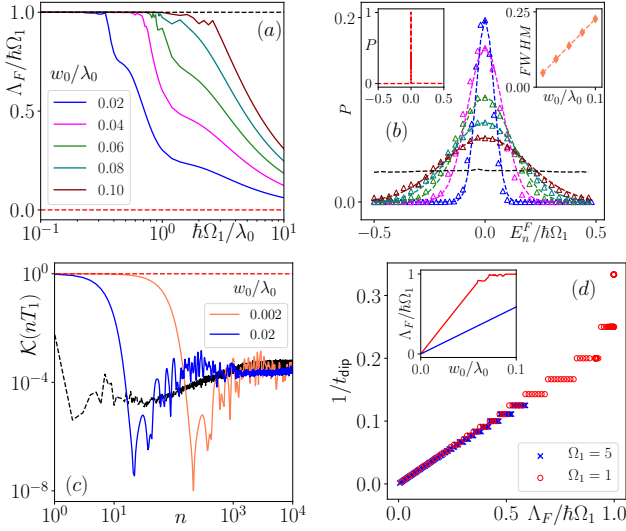 Λ_F/ℏΩ_1
1.0
0.5
0.0
(a)
w_0/λ_0
0.02
0.04
0.06
0.08
0.10
10^{-1}
10^0
10^1
ℏΩ_1/λ_0
P
0.2
0.0
P
1
0
−0.5
0.0
0.5
FWHM
0.25
0.00
w_0/λ_0
0.1
(b)
−0.5
0.0
0.5
E_n^F/ℏΩ_1
K(nT_1)
10^0
10^{-4}
10^{-8}
w_0/λ_0
0.002
0.02
(c)
10^0
10^1
n
10^3
10^4
1/t_dip
0.3
0.2
0.1
0.0
Λ_F/ℏΩ_1
1
0
0.0
w_0/λ_0
0.1
(d)
Ω_1 = 5
Ω_1 = 1
0.0
0.5
Λ_F/ℏΩ_1
1.0